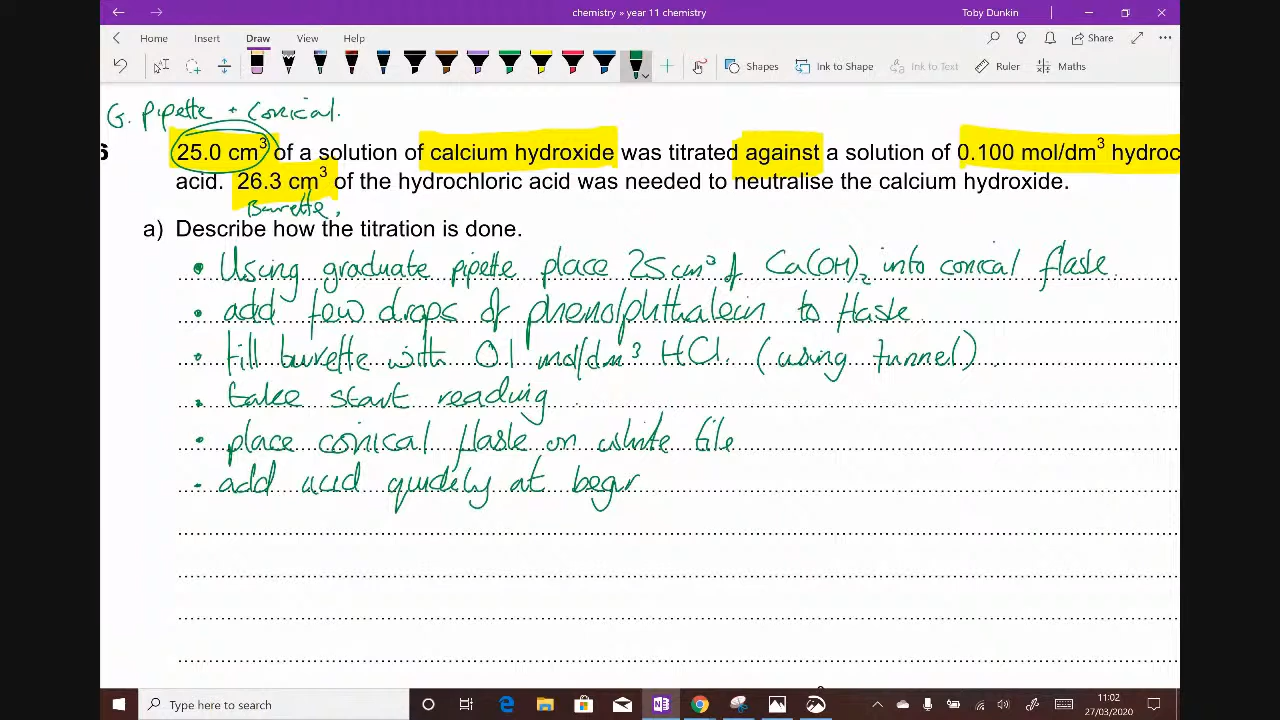 chemistry » year 11 chemistry
Toby Dunkin
Home Insert Draw View Help
Share
Shapes
Ink to Shape
Ink to Text
Ruler
Maths
G. pipette + conical.
6 25.0 cm³ of a solution of calcium hydroxide was titrated against a solution of 0.100 mol/dm³ hydroc
acid. 26.3 cm³ of the hydrochloric acid was needed to neutralise the calcium hydroxide.
Burette,
a) Describe how the titration is done.
• Using graduate pipette place 25cm³ of Ca(OH)₂ into conical flask.
• add few drops of phenolphthalein to flask
• fill burette with 0.1 mol/dm³ HCl. (using funnel)
• take start reading
• place conical flask on white tile
• add acid quickly at begin
Type here to search
11:02
27/03/2020